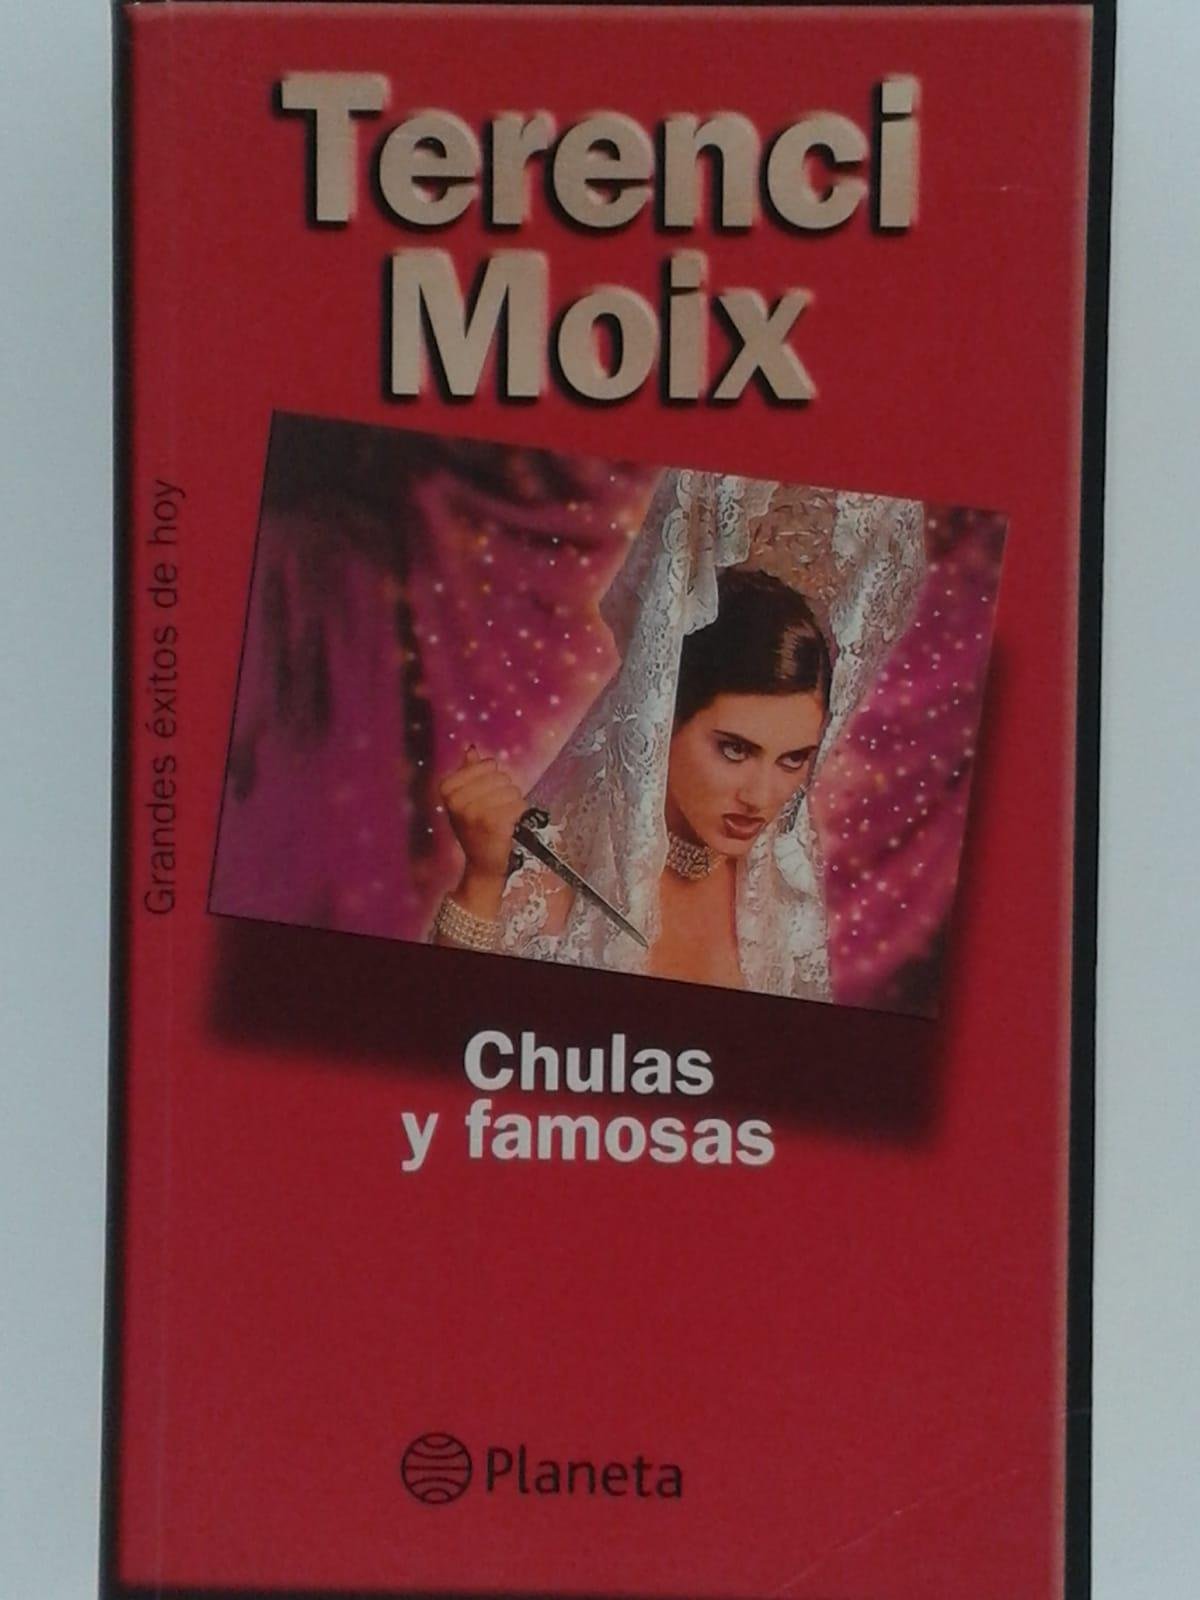 Terenci
Moix
Grandes éxitos de hoy
Chulas
y famosas
Planeta